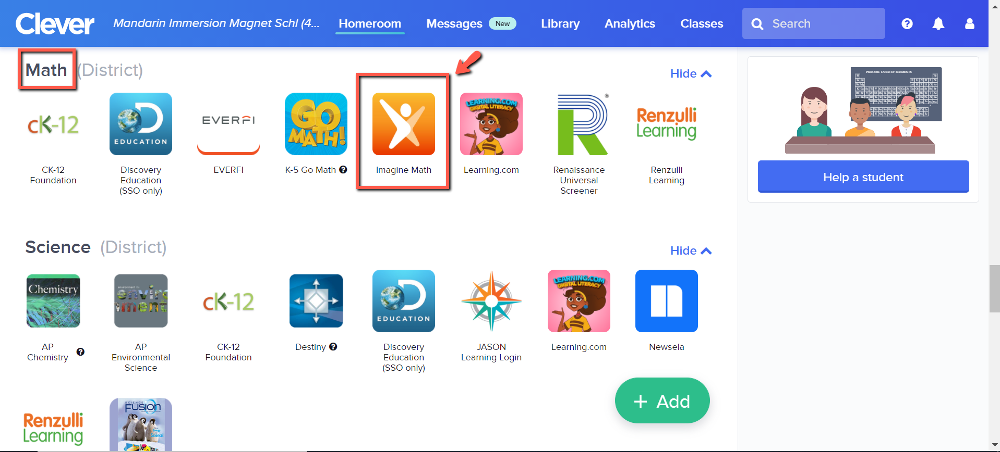 Clever
Mandarin Immersion Magnet Schl (4...
Homeroom
Messages New
Library
Analytics
Classes
Search
Math (District)
Hide
cK-12
EDUCATION
EVERFI
GO MATH!
LEARNING.COM
DIGITAL LITERACY
R®
Renzulli
Learning
CK-12
Foundation
Discovery
Education
(SSO only)
EVERFI
K-5 Go Math
Imagine Math
Learning.com
Renaissance
Universal
Screener
Renzulli
Learning
PERIODIC TABLE OF ELEMENTS
Help a student
Science (District)
Hide
Chemistry
cK-12
EDUCATION
LEARNING.COM
DIGITAL LITERACY
AP
Chemistry
AP
Environmental
Science
CK-12
Foundation
Destiny
Discovery
Education
(SSO only)
JASON
Learning Login
Learning.com
Newsela
+ Add
Renzulli
Learning
SCIENCE
FUSION